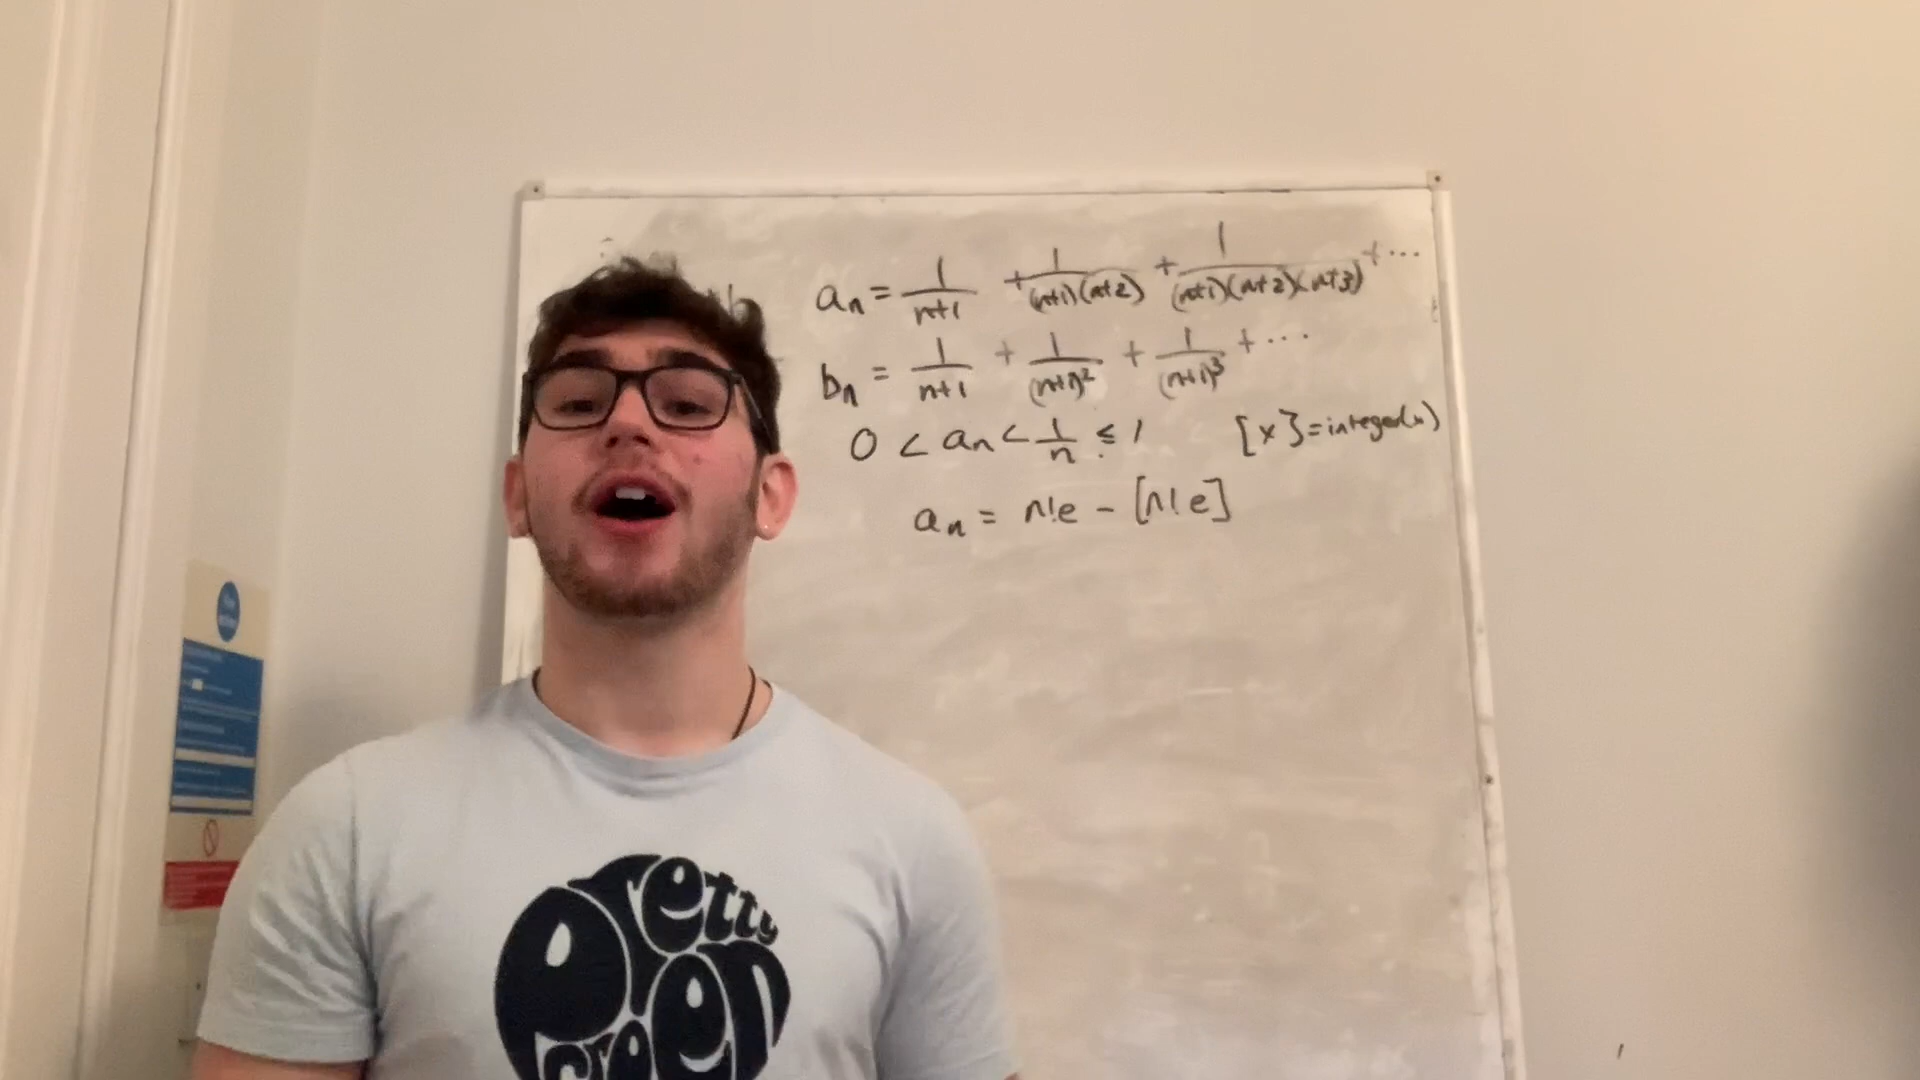 aₙ = 1/(n+1) + 1/((n+1)(n+2)) + 1/((n+1)(n+2)(n+3)) + ...
bₙ = 1/(n+1) + 1/(n+1)² + 1/(n+1)³ + ...
0 < aₙ < 1/n ≤ 1 [x] = integer(x)
aₙ = n!e - [n! e]
Pretty
Green